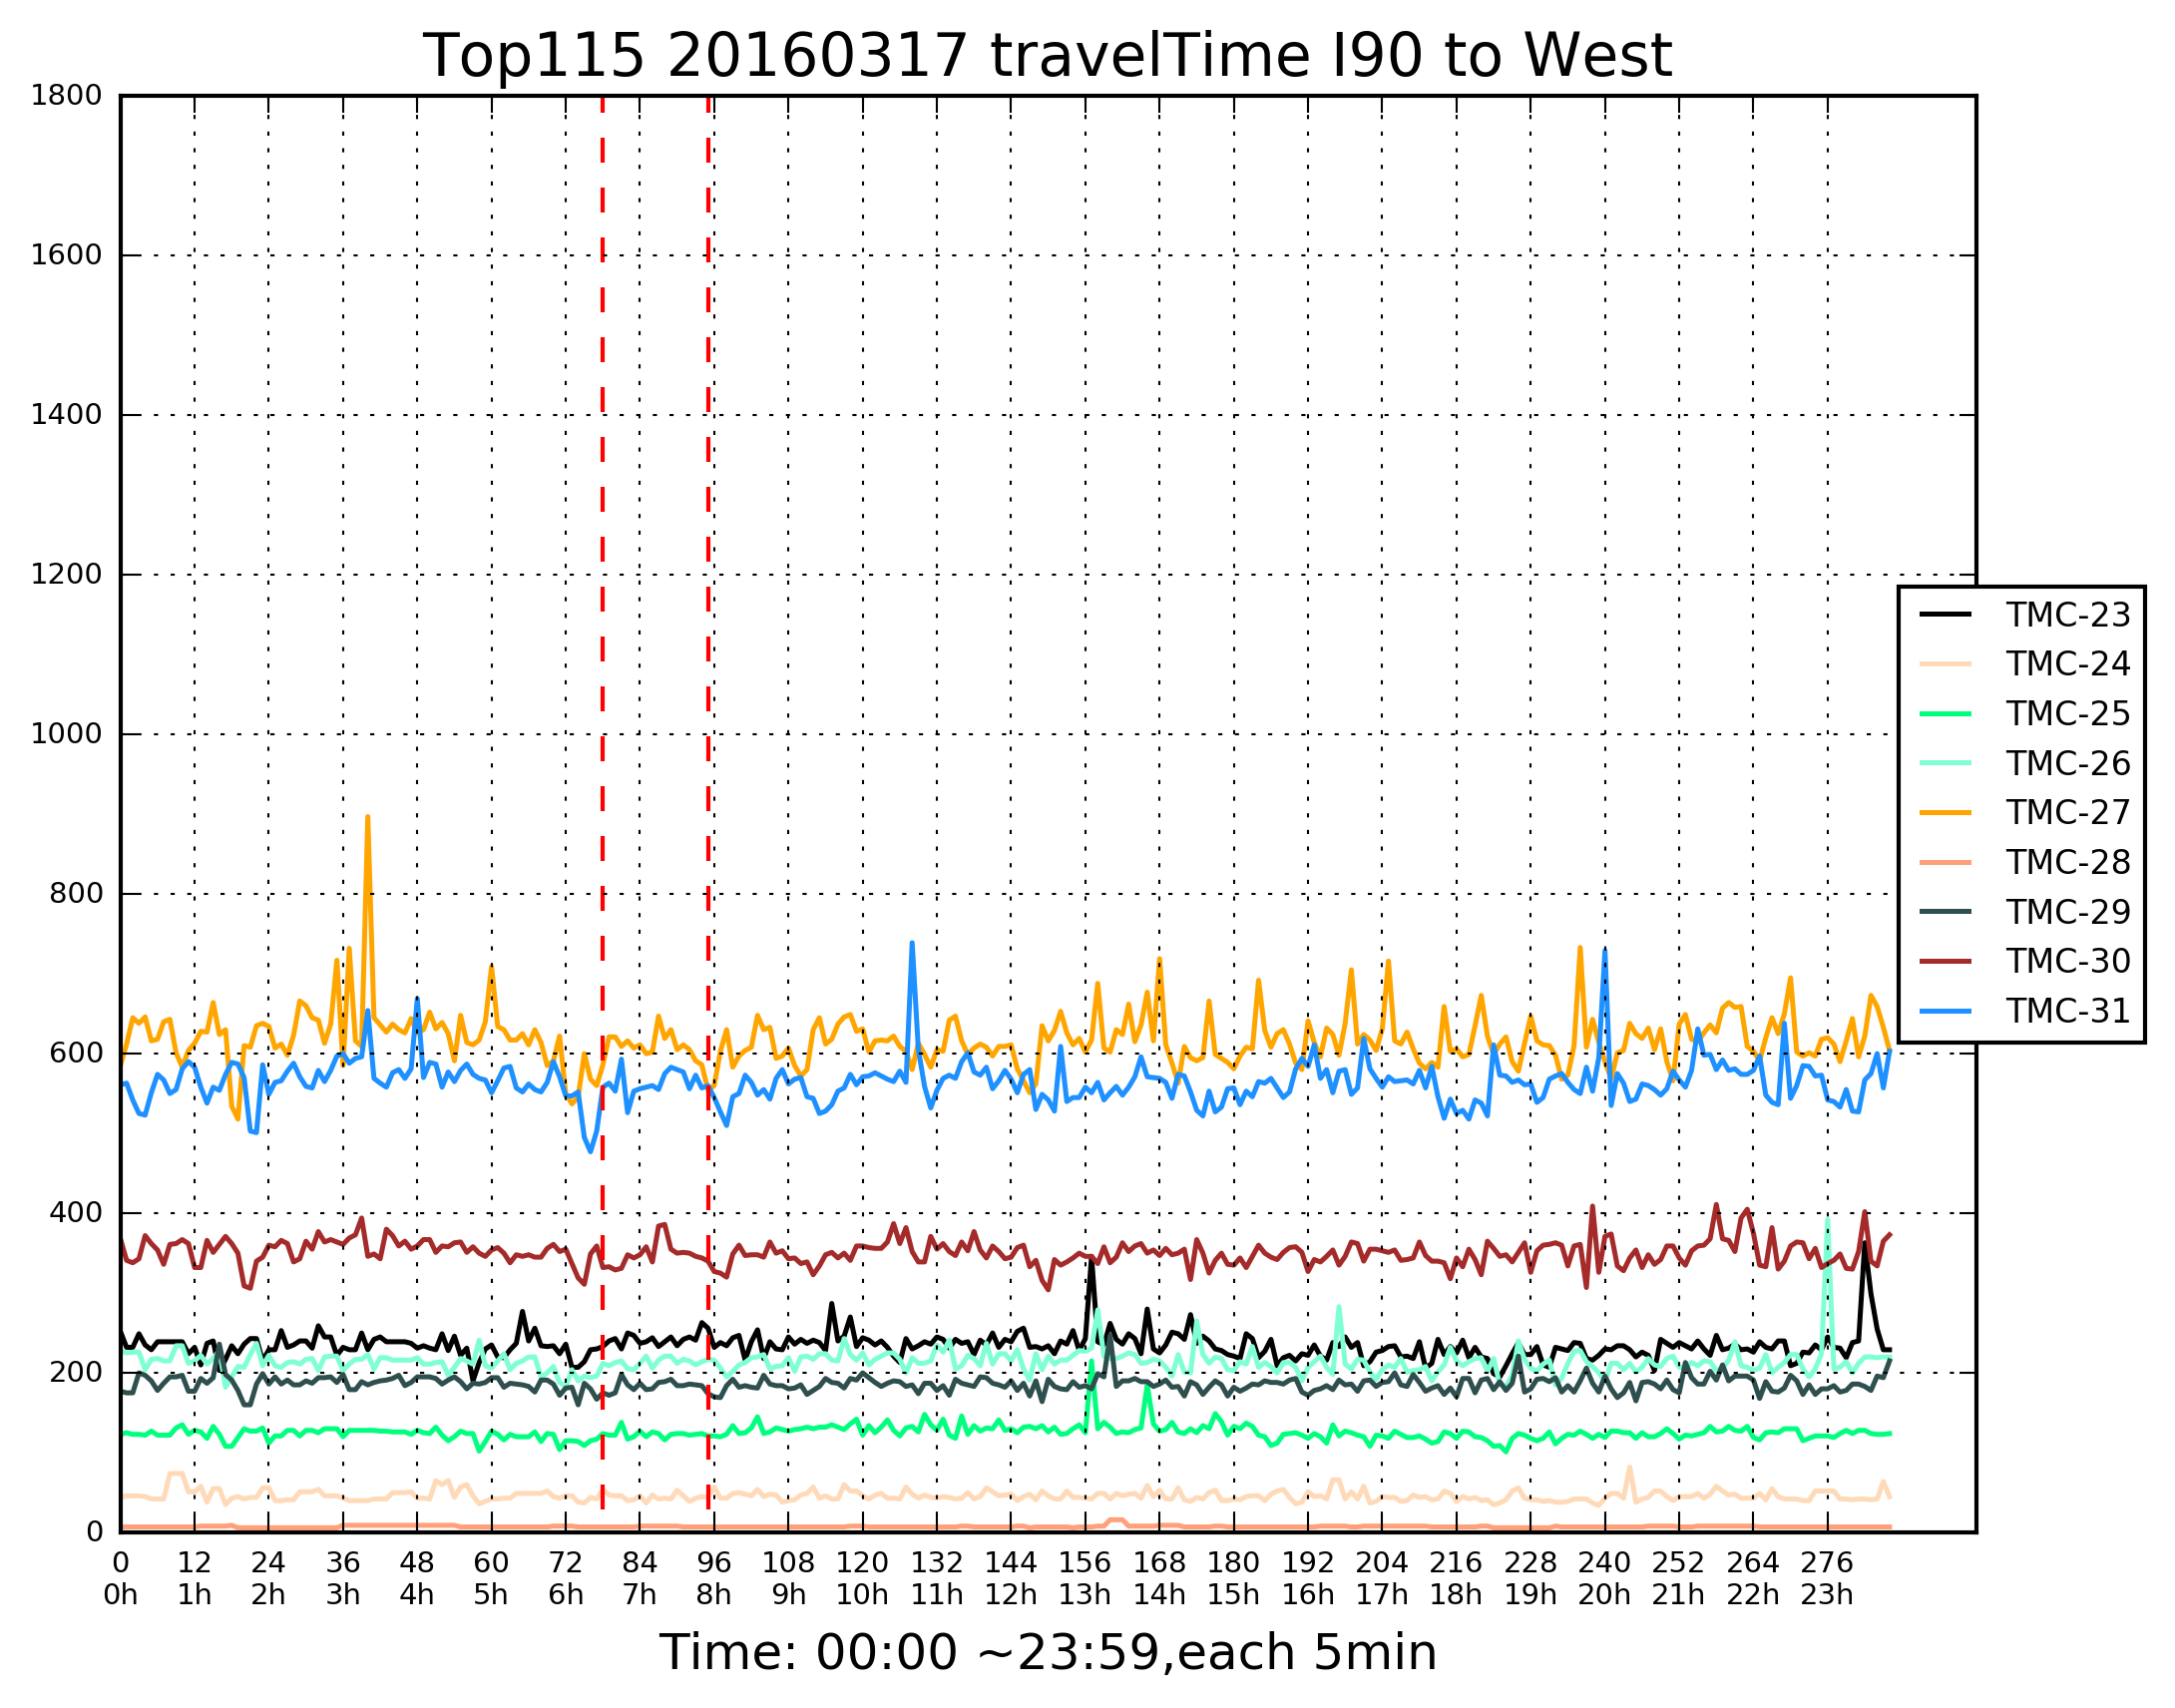 Top115 20160317 travelTime I90 to West
1800
1600
1400
1200
1000
800
600
400
200
0
TMC-23
TMC-24
TMC-25
TMC-26
TMC-27
TMC-28
TMC-29
TMC-30
TMC-31
0 12 24 36 48 60 72 84 96 108 120 132 144 156 168 180 192 204 216 228 240 252 264 276
0h 1h 2h 3h 4h 5h 6h 7h 8h 9h 10h 11h 12h 13h 14h 15h 16h 17h 18h 19h 20h 21h 22h 23h
Time: 00:00 ~23:59,each 5min